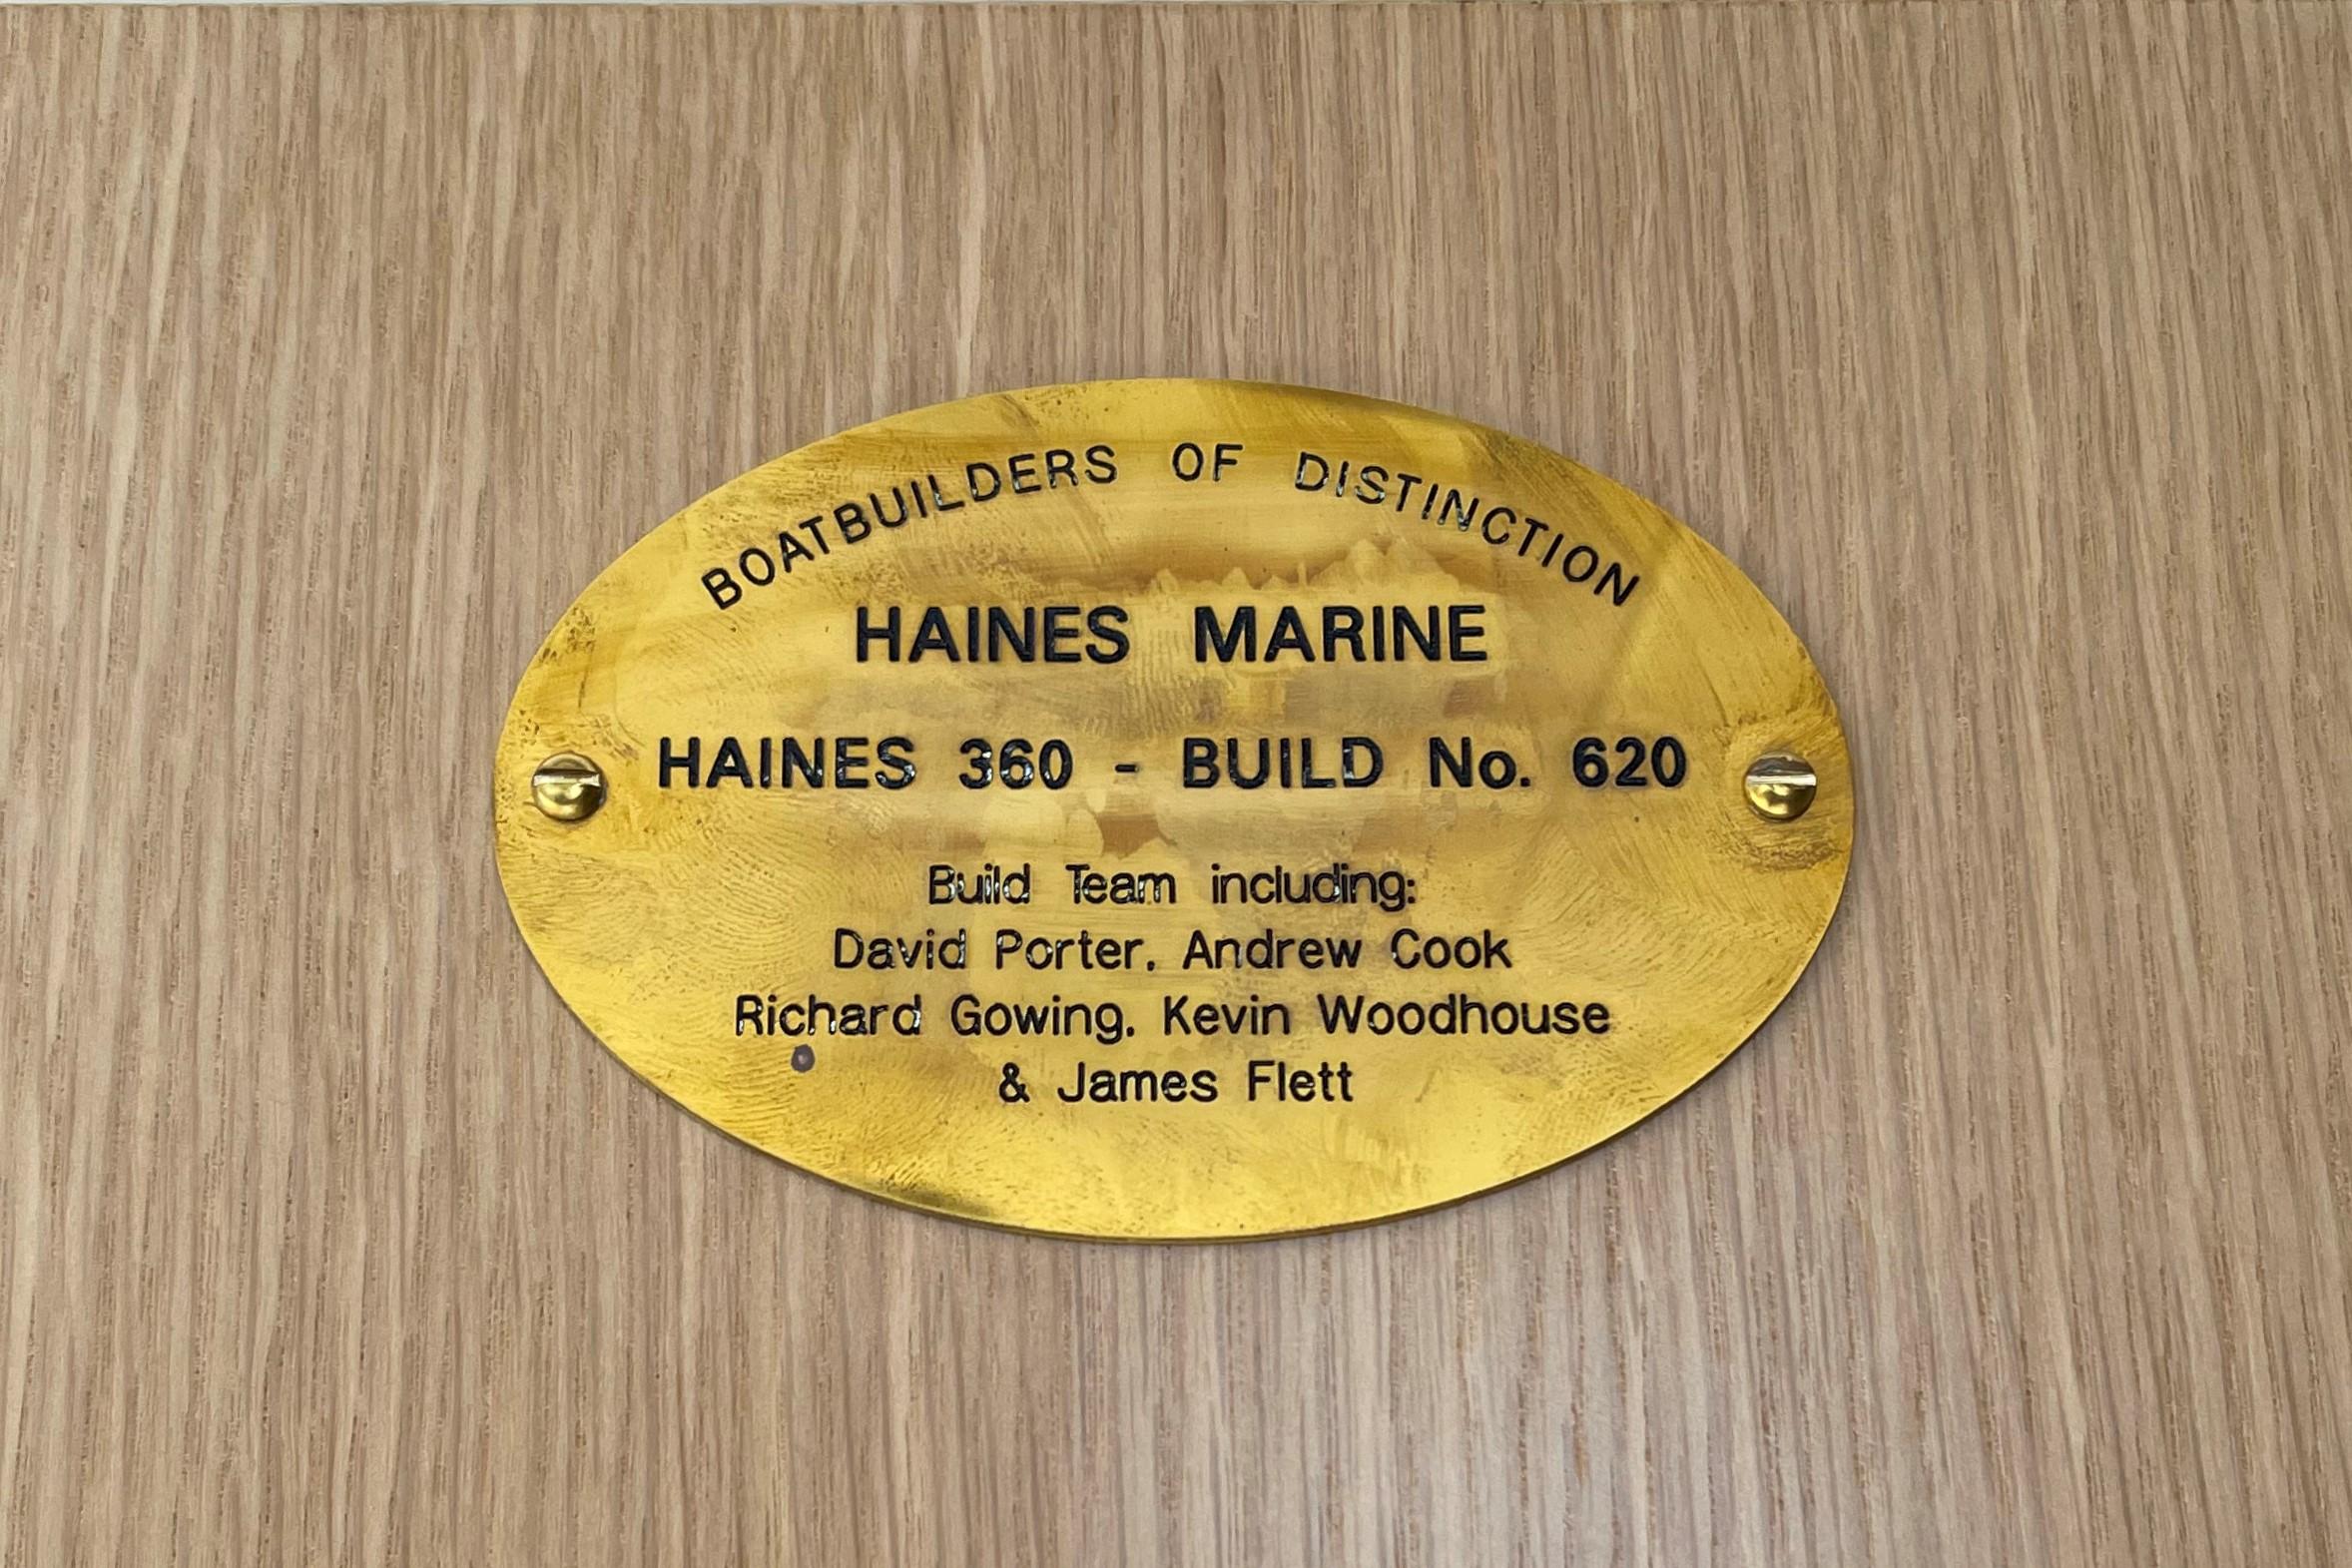 BOATBUILDERS OF DISTINCTION
HAINES MARINE
HAINES 360 - BUILD No. 620
Build Team including:
David Porter, Andrew Cook
Richard Gowing, Kevin Woodhouse
& James Flett